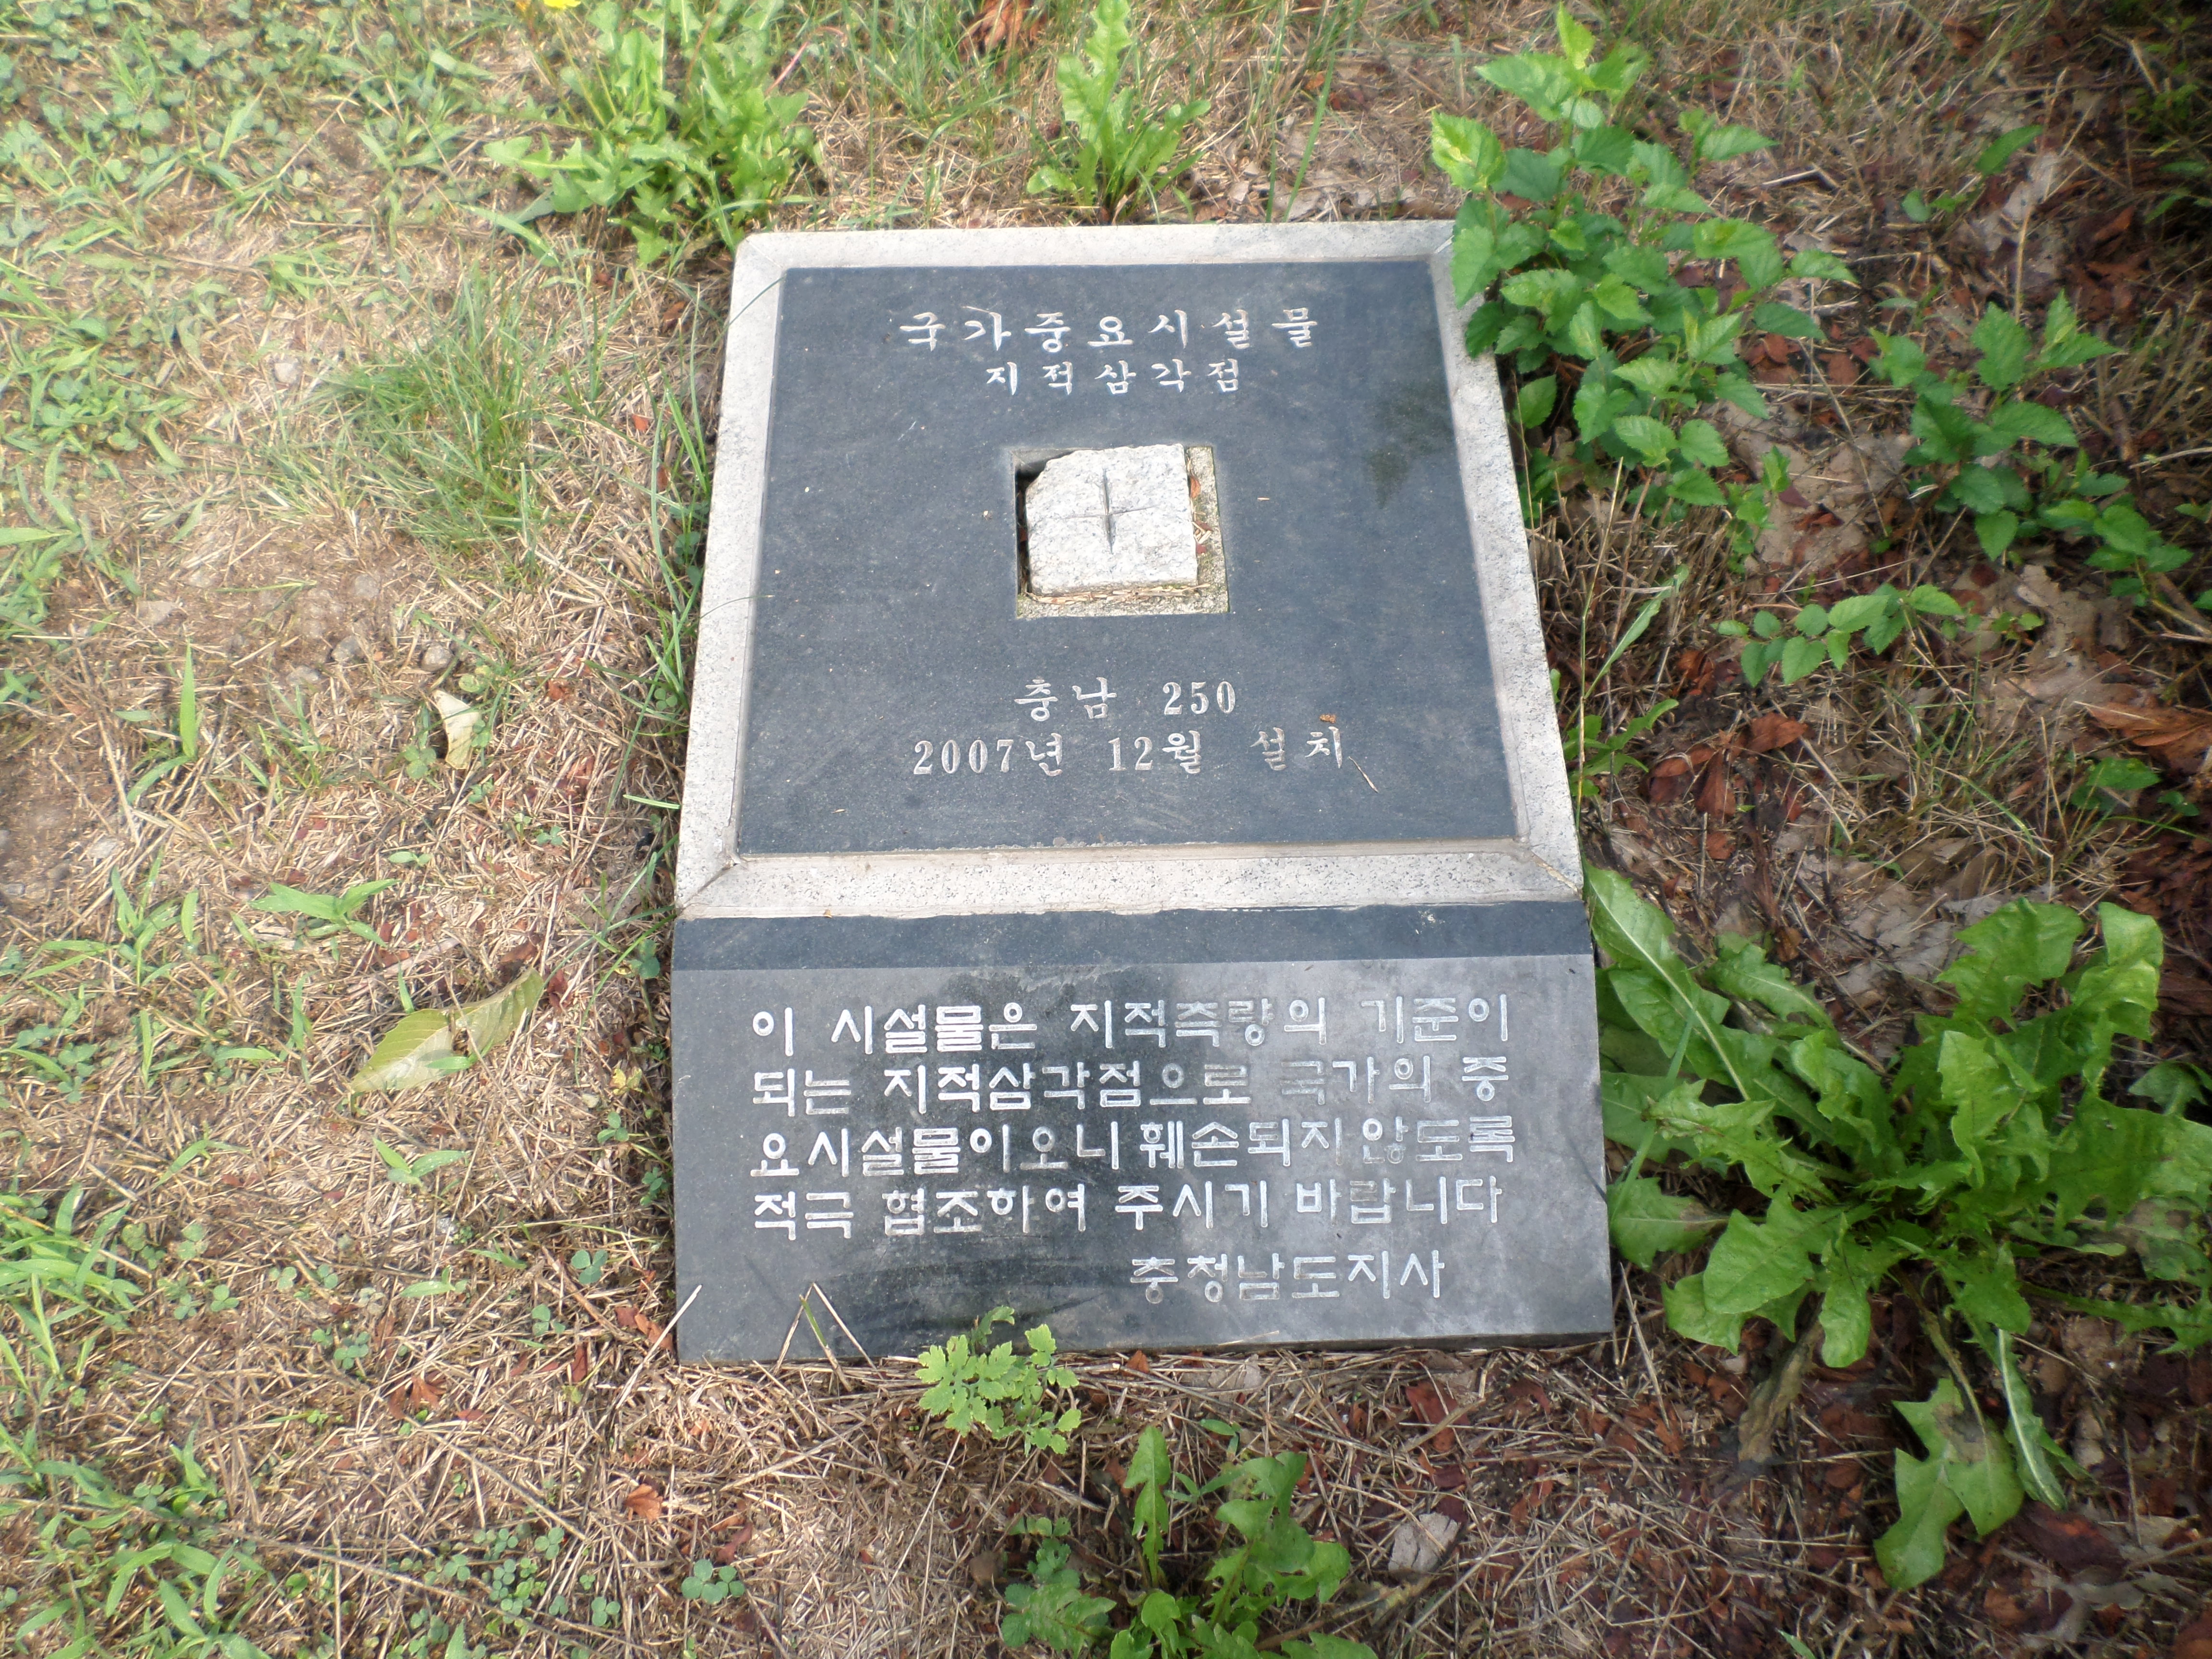 국가중요시설물
지적삼각점
충남 250
2007년 12월 설치
이 시설물은 지적측량의 기준이
되는 지적삼각점으로 국가의 중
요시설물이오니 훼손되지않도록
적극 협조하여 주시기 바랍니다
충청남도지사